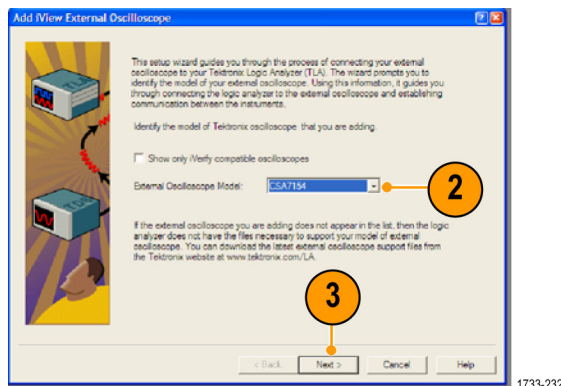 Add iView External Oscilloscope
This setup wizard guides you through the process of connecting your external
oscilloscope to your Tektronix Logic Analyzer (TLA). The wizard prompts you to
identify the model of your external oscilloscope. Using this information, it guides you
through connecting the logic analyzer to the external oscilloscope and establishing
communication between the instruments.
Identify the model of Tektronix oscilloscope that you are adding.
Show only iVerify compatible oscilloscopes
External Oscilloscope Model: CSA7154
2
If the external oscilloscope you are adding does not appear in the list, then the logic
analyzer does not have the files necessary to support your model of external
oscilloscope. You can download the latest external oscilloscope support files from
the Tektronix website at www.tektronix.com/LA.
3
< Back Next > Cancel Help
1733-232
TLA
TDS